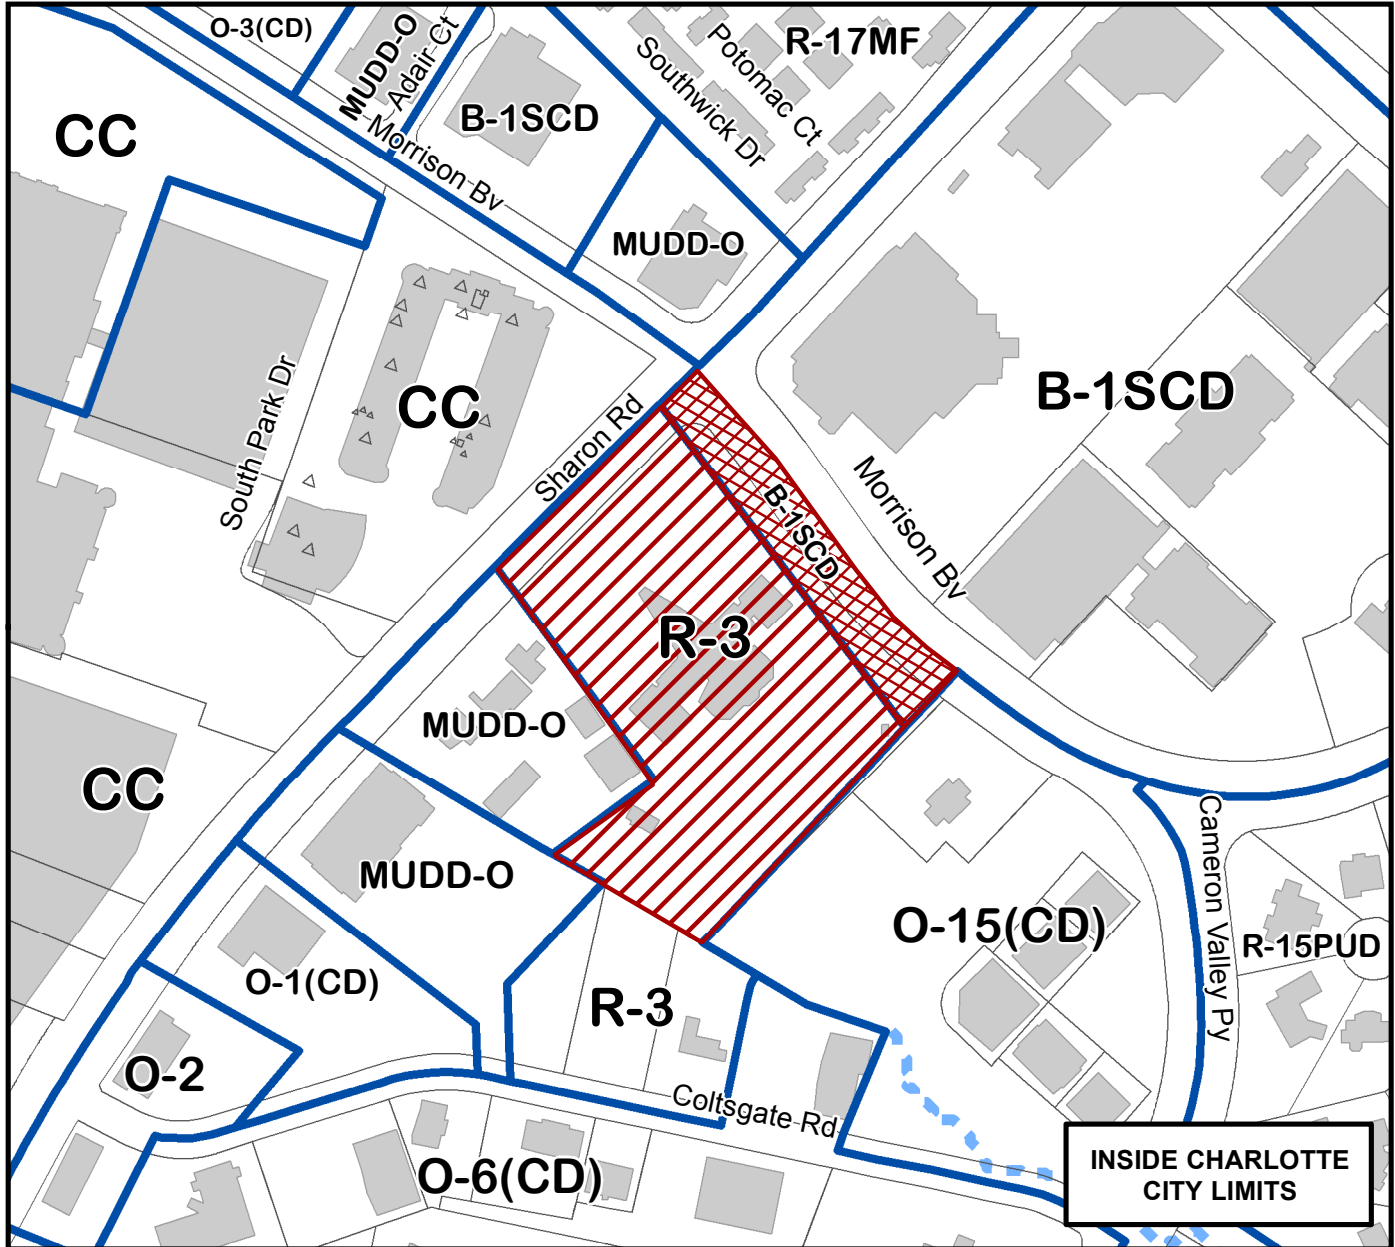 O-3(CD)
MUDD-O
Adair Ct
B-1SCD
Potomac Ct
R-17MF
Southwick Dr
CC
Morrison Bv
MUDD-O
South Park Dr
CC
Sharon Rd
B-1SCD
B-1SCD
Morrison Bv
R-3
MUDD-O
CC
MUDD-O
Cameron Valley Py
O-15(CD)
R-15PUD
O-1(CD)
R-3
O-2
Coltsgate Rd
O-6(CD)
INSIDE CHARLOTTE
CITY LIMITS